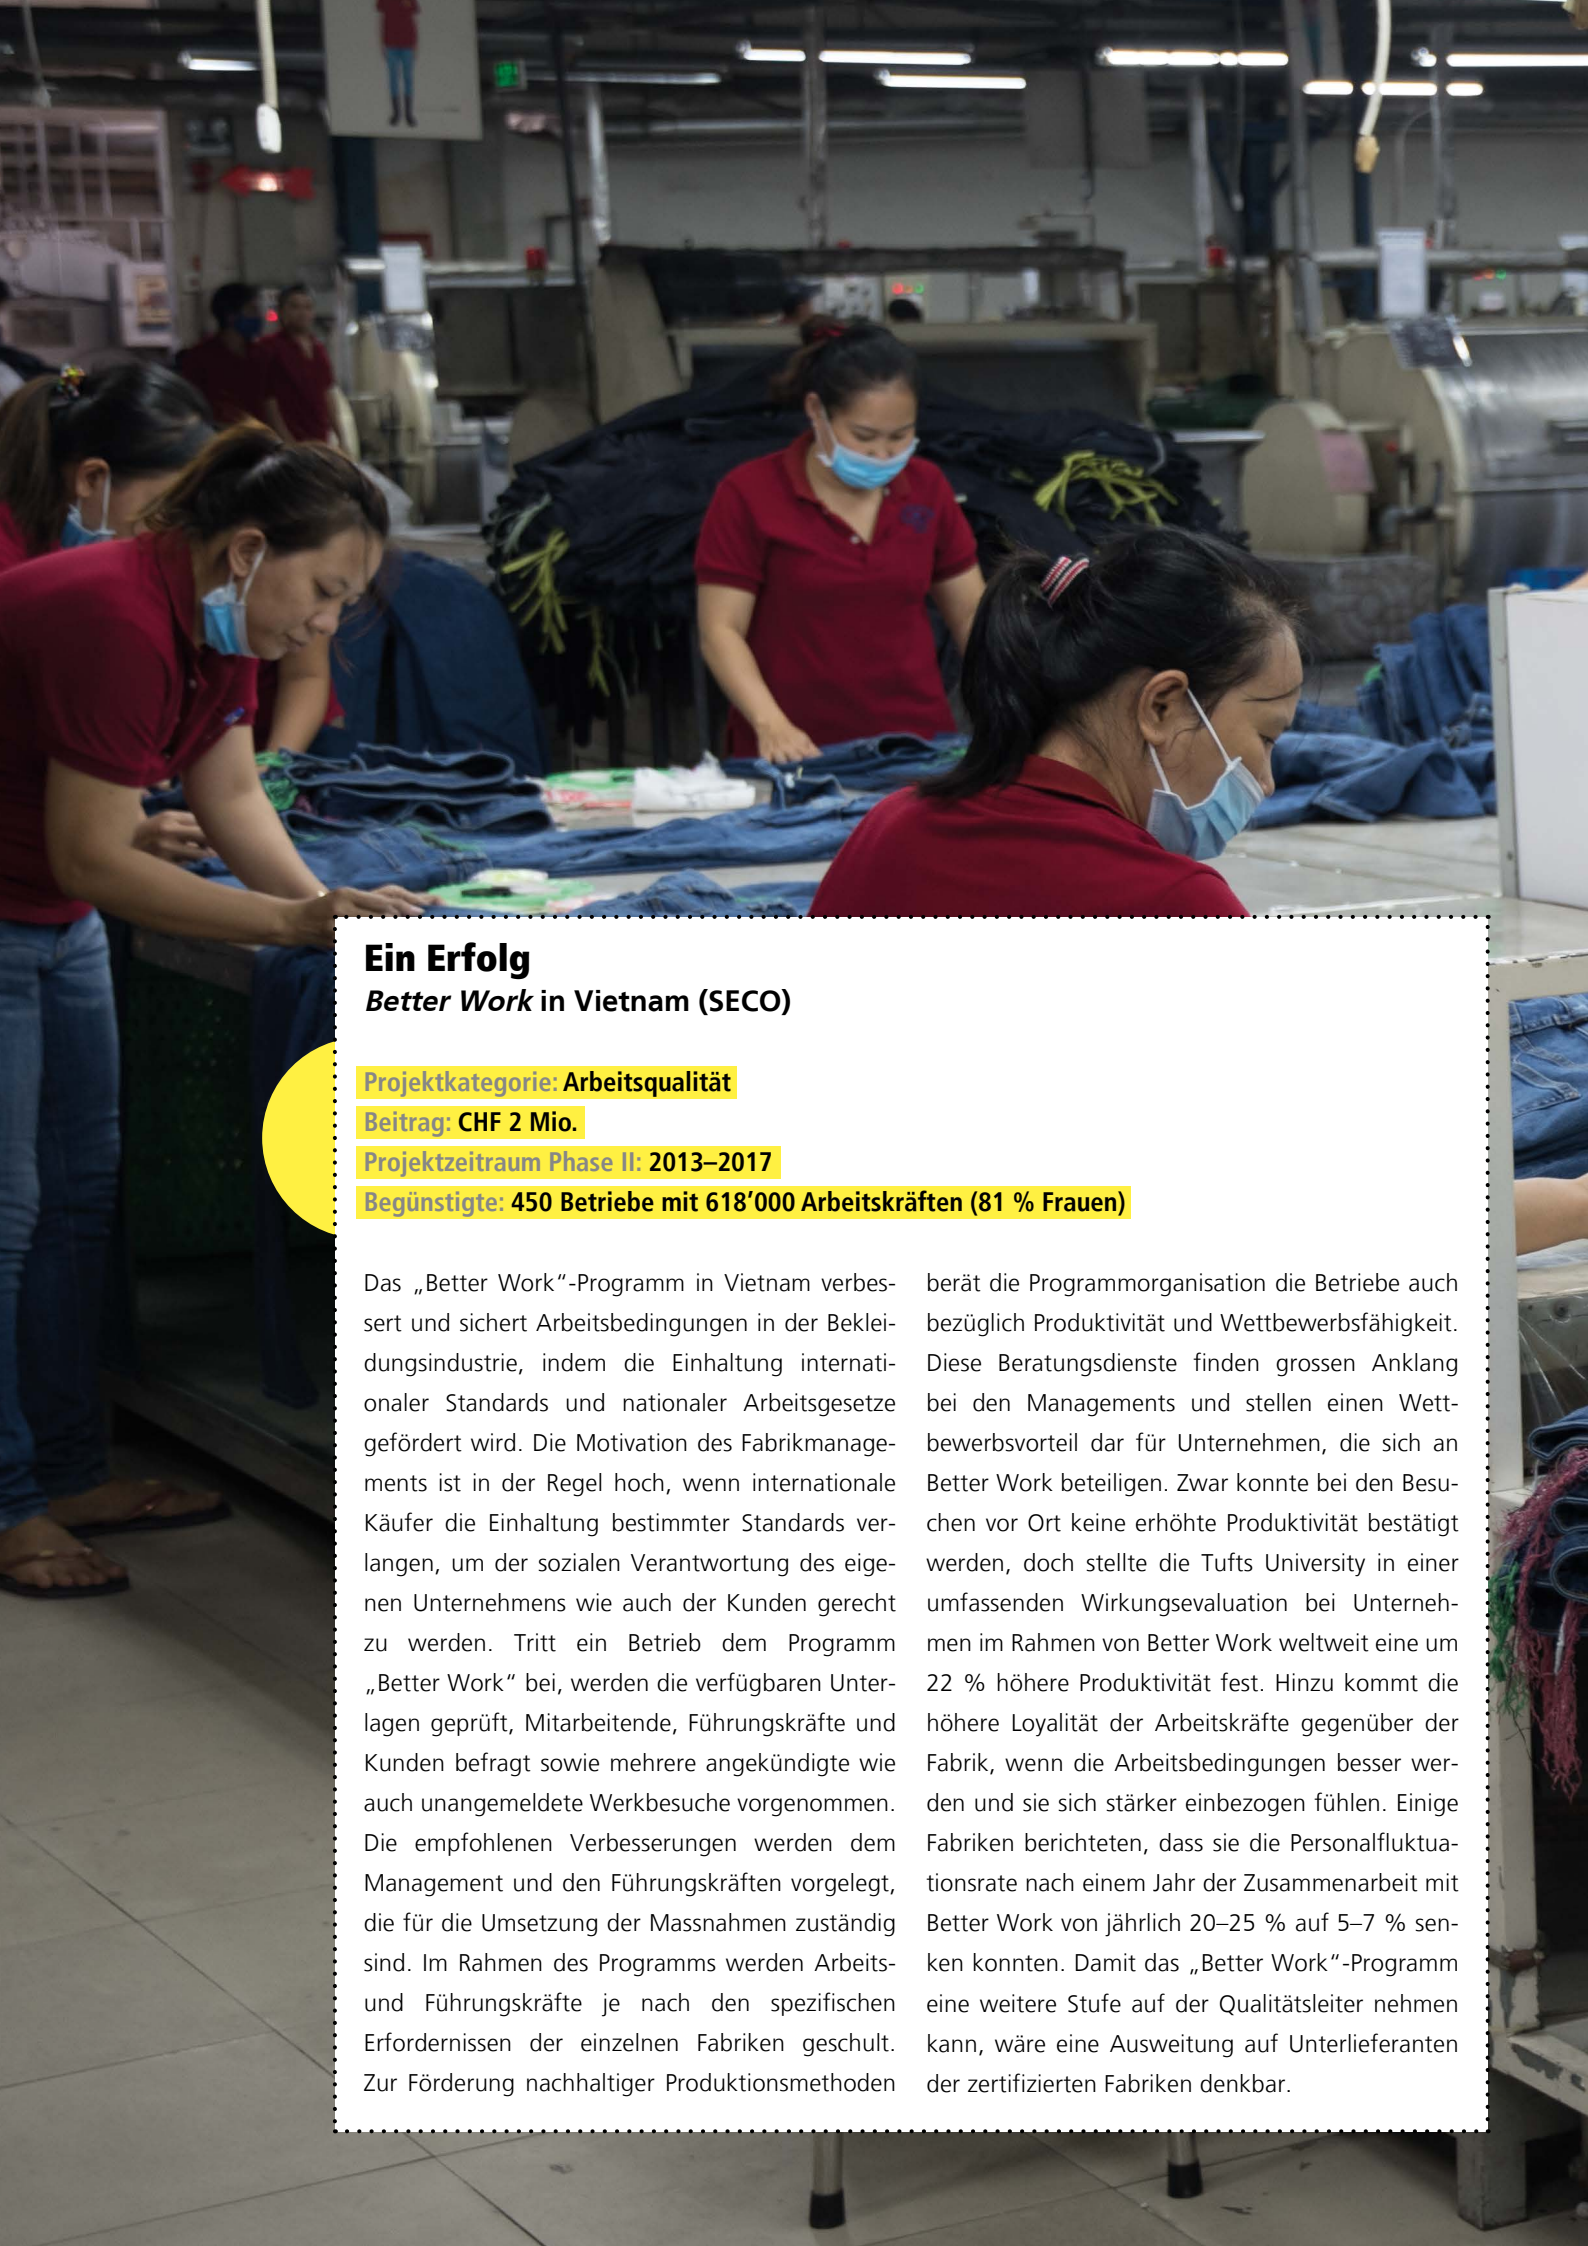 Ein Erfolg
Better Work in Vietnam (SECO)
Projektkategorie: Arbeitsqualität
Beitrag: CHF 2 Mio.
Projektzeitraum Phase II: 2013–2017
Begünstigte: 450 Betriebe mit 618’000 Arbeitskräften (81 % Frauen)
Das „Better Work“-Programm in Vietnam verbes-
sert und sichert Arbeitsbedingungen in der Beklei-
dungsindustrie, indem die Einhaltung internati-
onaler Standards und nationaler Arbeitsgesetze
gefördert wird. Die Motivation des Fabrikmanage-
ments ist in der Regel hoch, wenn internationale
Käufer die Einhaltung bestimmter Standards ver-
langen, um der sozialen Verantwortung des eige-
nen Unternehmens wie auch der Kunden gerecht
zu werden. Tritt ein Betrieb dem Programm
„Better Work“ bei, werden die verfügbaren Unter-
lagen geprüft, Mitarbeitende, Führungskräfte und
Kunden befragt sowie mehrere angekündigte wie
auch unangemeldete Werkbesuche vorgenommen.
Die empfohlenen Verbesserungen werden dem
Management und den Führungskräften vorgelegt,
die für die Umsetzung der Massnahmen zuständig
sind. Im Rahmen des Programms werden Arbeits-
und Führungskräfte je nach den spezifischen
Erfordernissen der einzelnen Fabriken geschult.
Zur Förderung nachhaltiger Produktionsmethoden
berät die Programmorganisation die Betriebe auch
bezüglich Produktivität und Wettbewerbsfähigkeit.
Diese Beratungsdienste finden grossen Anklang
bei den Managements und stellen einen Wett-
bewerbsvorteil dar für Unternehmen, die sich an
Better Work beteiligen. Zwar konnte bei den Besu-
chen vor Ort keine erhöhte Produktivität bestätigt
werden, doch stellte die Tufts University in einer
umfassenden Wirkungsevaluation bei Unterneh-
men im Rahmen von Better Work weltweit eine um
22 % höhere Produktivität fest. Hinzu kommt die
höhere Loyalität der Arbeitskräfte gegenüber der
Fabrik, wenn die Arbeitsbedingungen besser wer-
den und sie sich stärker einbezogen fühlen. Einige
Fabriken berichteten, dass sie die Personalfluktua-
tionsrate nach einem Jahr der Zusammenarbeit mit
Better Work von jährlich 20–25 % auf 5–7 % sen-
ken konnten. Damit das „Better Work“-Programm
eine weitere Stufe auf der Qualitätsleiter nehmen
kann, wäre eine Ausweitung auf Unterlieferanten
der zertifizierten Fabriken denkbar.